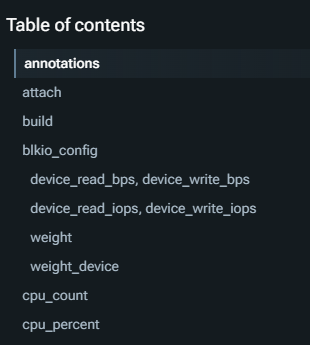 Table of contents
annotations
attach
build
blkio_config
device_read_bps, device_write_bps
device_read_iops, device_write_iops
weight
weight_device
cpu_count
cpu_percent